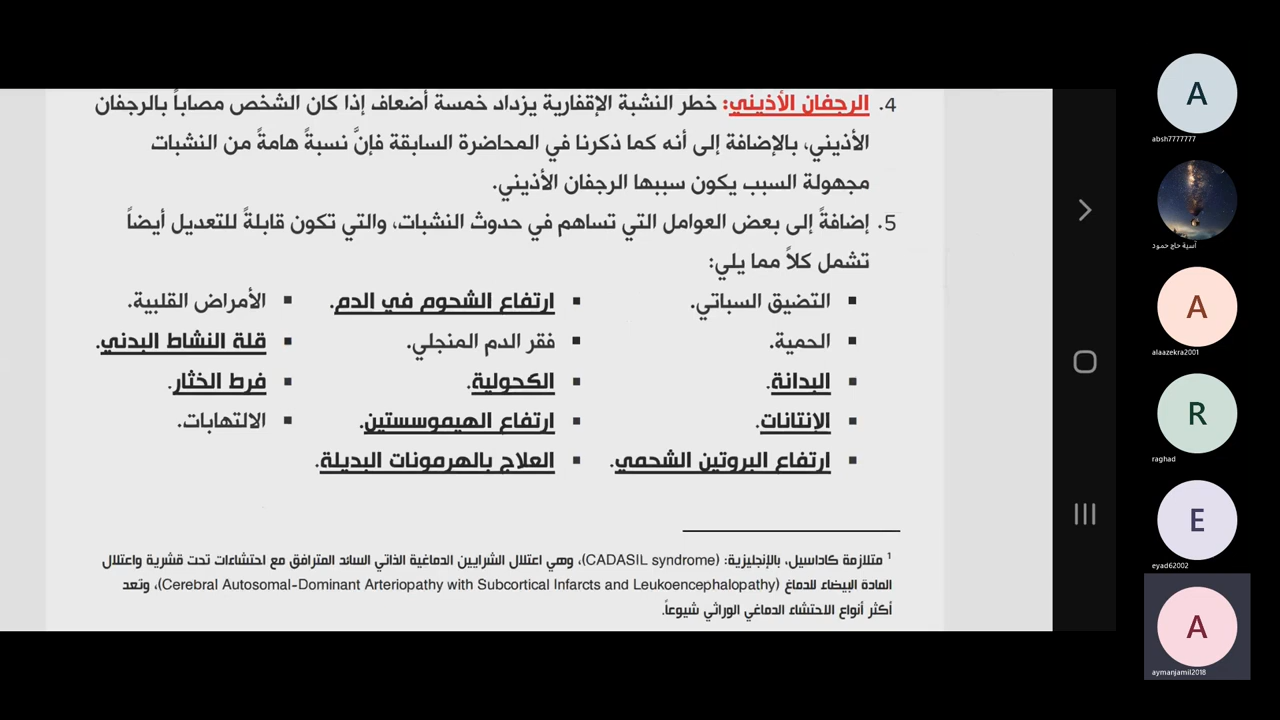 4. الرجفان الأذيني: خطر النشبة الإقفارية يزداد خمسة أضعاف إذا كان الشخص مصاباً بالرجفان
الأذيني، بالإضافة إلى أنه كما ذكرنا في المحاضرة السابقة فإنَّ نسبةً هامةً من النشبات
مجهولة السبب يكون سببها الرجفان الأذيني.
5. إضافةً إلى بعض العوامل التي تساهم في حدوث النشبات، والتي تكون قابلةً للتعديل أيضاً
تشمل كلاً مما يلي:
▪ التضيق السباتي. ▪ ارتفاع الشحوم في الدم. ▪ الأمراض القلبية.
▪ الحمية. ▪ فقر الدم المنجلي. ▪ قلة النشاط البدني.
▪ البدانة. ▪ الكحولية. ▪ فرط الخثار.
▪ الإنتانات. ▪ ارتفاع الهيموسستين. ▪ الالتهابات.
▪ ارتفاع البروتين الشحمي. ▪ العلاج بالهرمونات البديلة.
¹ متلازمة كاداسيل، بالإنجليزية: (CADASIL syndrome)، وهي اعتلال الشرايين الدماغية الذاتي السائد المترافق مع احتشاءات تحت قشرية واعتلال
المادة البيضاء للدماغ (Cerebral Autosomal-Dominant Arteriopathy with Subcortical Infarcts and Leukoencephalopathy)، وتعد
أكثر أنواع الاحتشاء الدماغي الوراثي شيوعاً.
A
absh7777777
آسية حاج حمود
A
alaazekra2001
R
raghad
E
eyad62002
A
aymanjamil2018